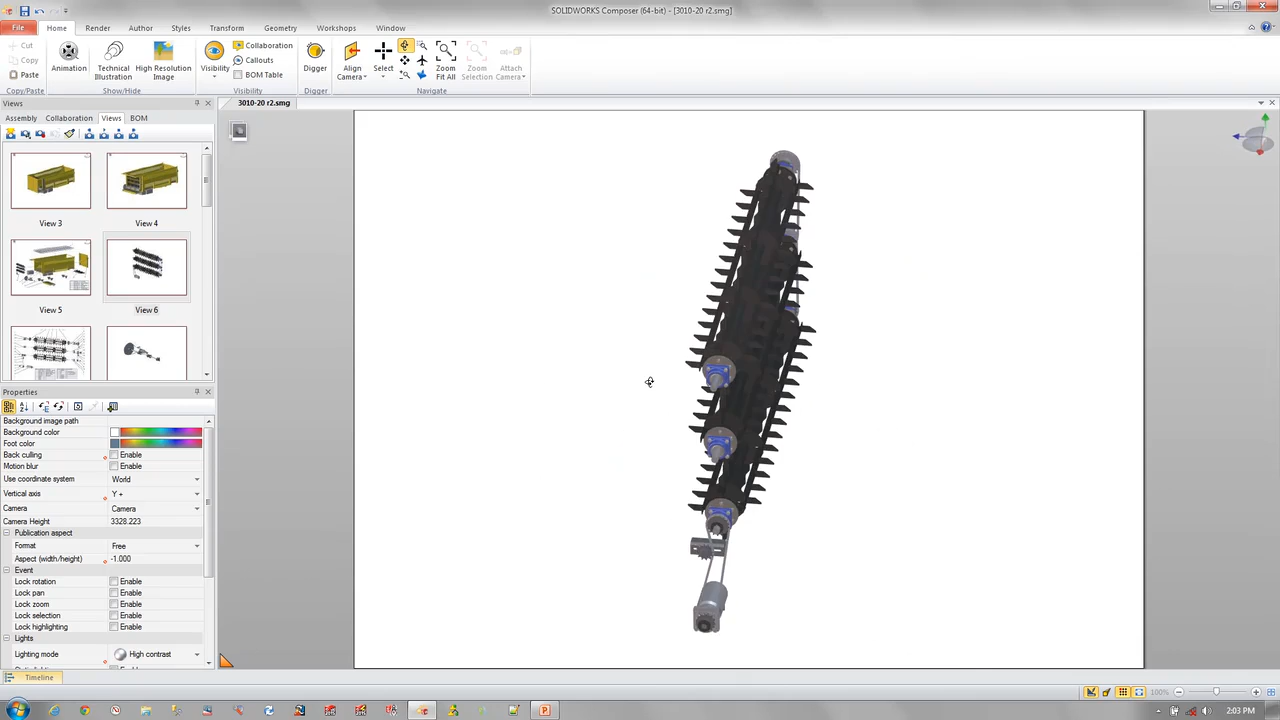 SOLIDWORKS Composer (64-bit) - [3010-20 r2.smg]
File Home Render Author Styles Transform Geometry Workshops Window
Cut
Copy
Paste
Copy/Paste
Animation
Technical Illustration
High Resolution Image
Show/Hide
Visibility
Collaboration
Callouts
BOM Table
Visibility
Digger
Digger
Align Camera
Select
Zoom Fit All
Zoom Selection
Attach Camera
Navigate
Views
3010-20 r2.smg
Assembly Collaboration Views BOM
View 3 View 4
View 5 View 6
Properties
Background image path
Background color
Foot color
Back culling Enable
Motion blur Enable
Use coordinate system World
Vertical axis Y +
Camera Camera
Camera Height 3328.223
Publication aspect
Format Free
Aspect (width/height) -1.000
Event
Lock rotation Enable
Lock pan Enable
Lock zoom Enable
Lock selection Enable
Lock highlighting Enable
Lights
Lighting mode High contrast
Timeline
100%
2:03 PM